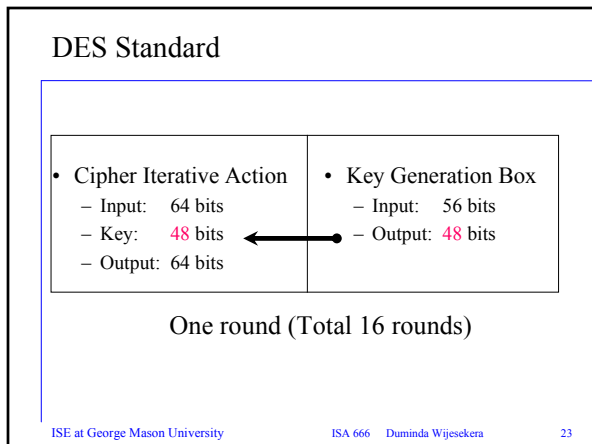 DES Standard
• Cipher Iterative Action
– Input: 64 bits
– Key: 48 bits
– Output: 64 bits
• Key Generation Box
– Input: 56 bits
– Output: 48 bits
One round (Total 16 rounds)
ISE at George Mason University ISA 666 Duminda Wijesekera 23